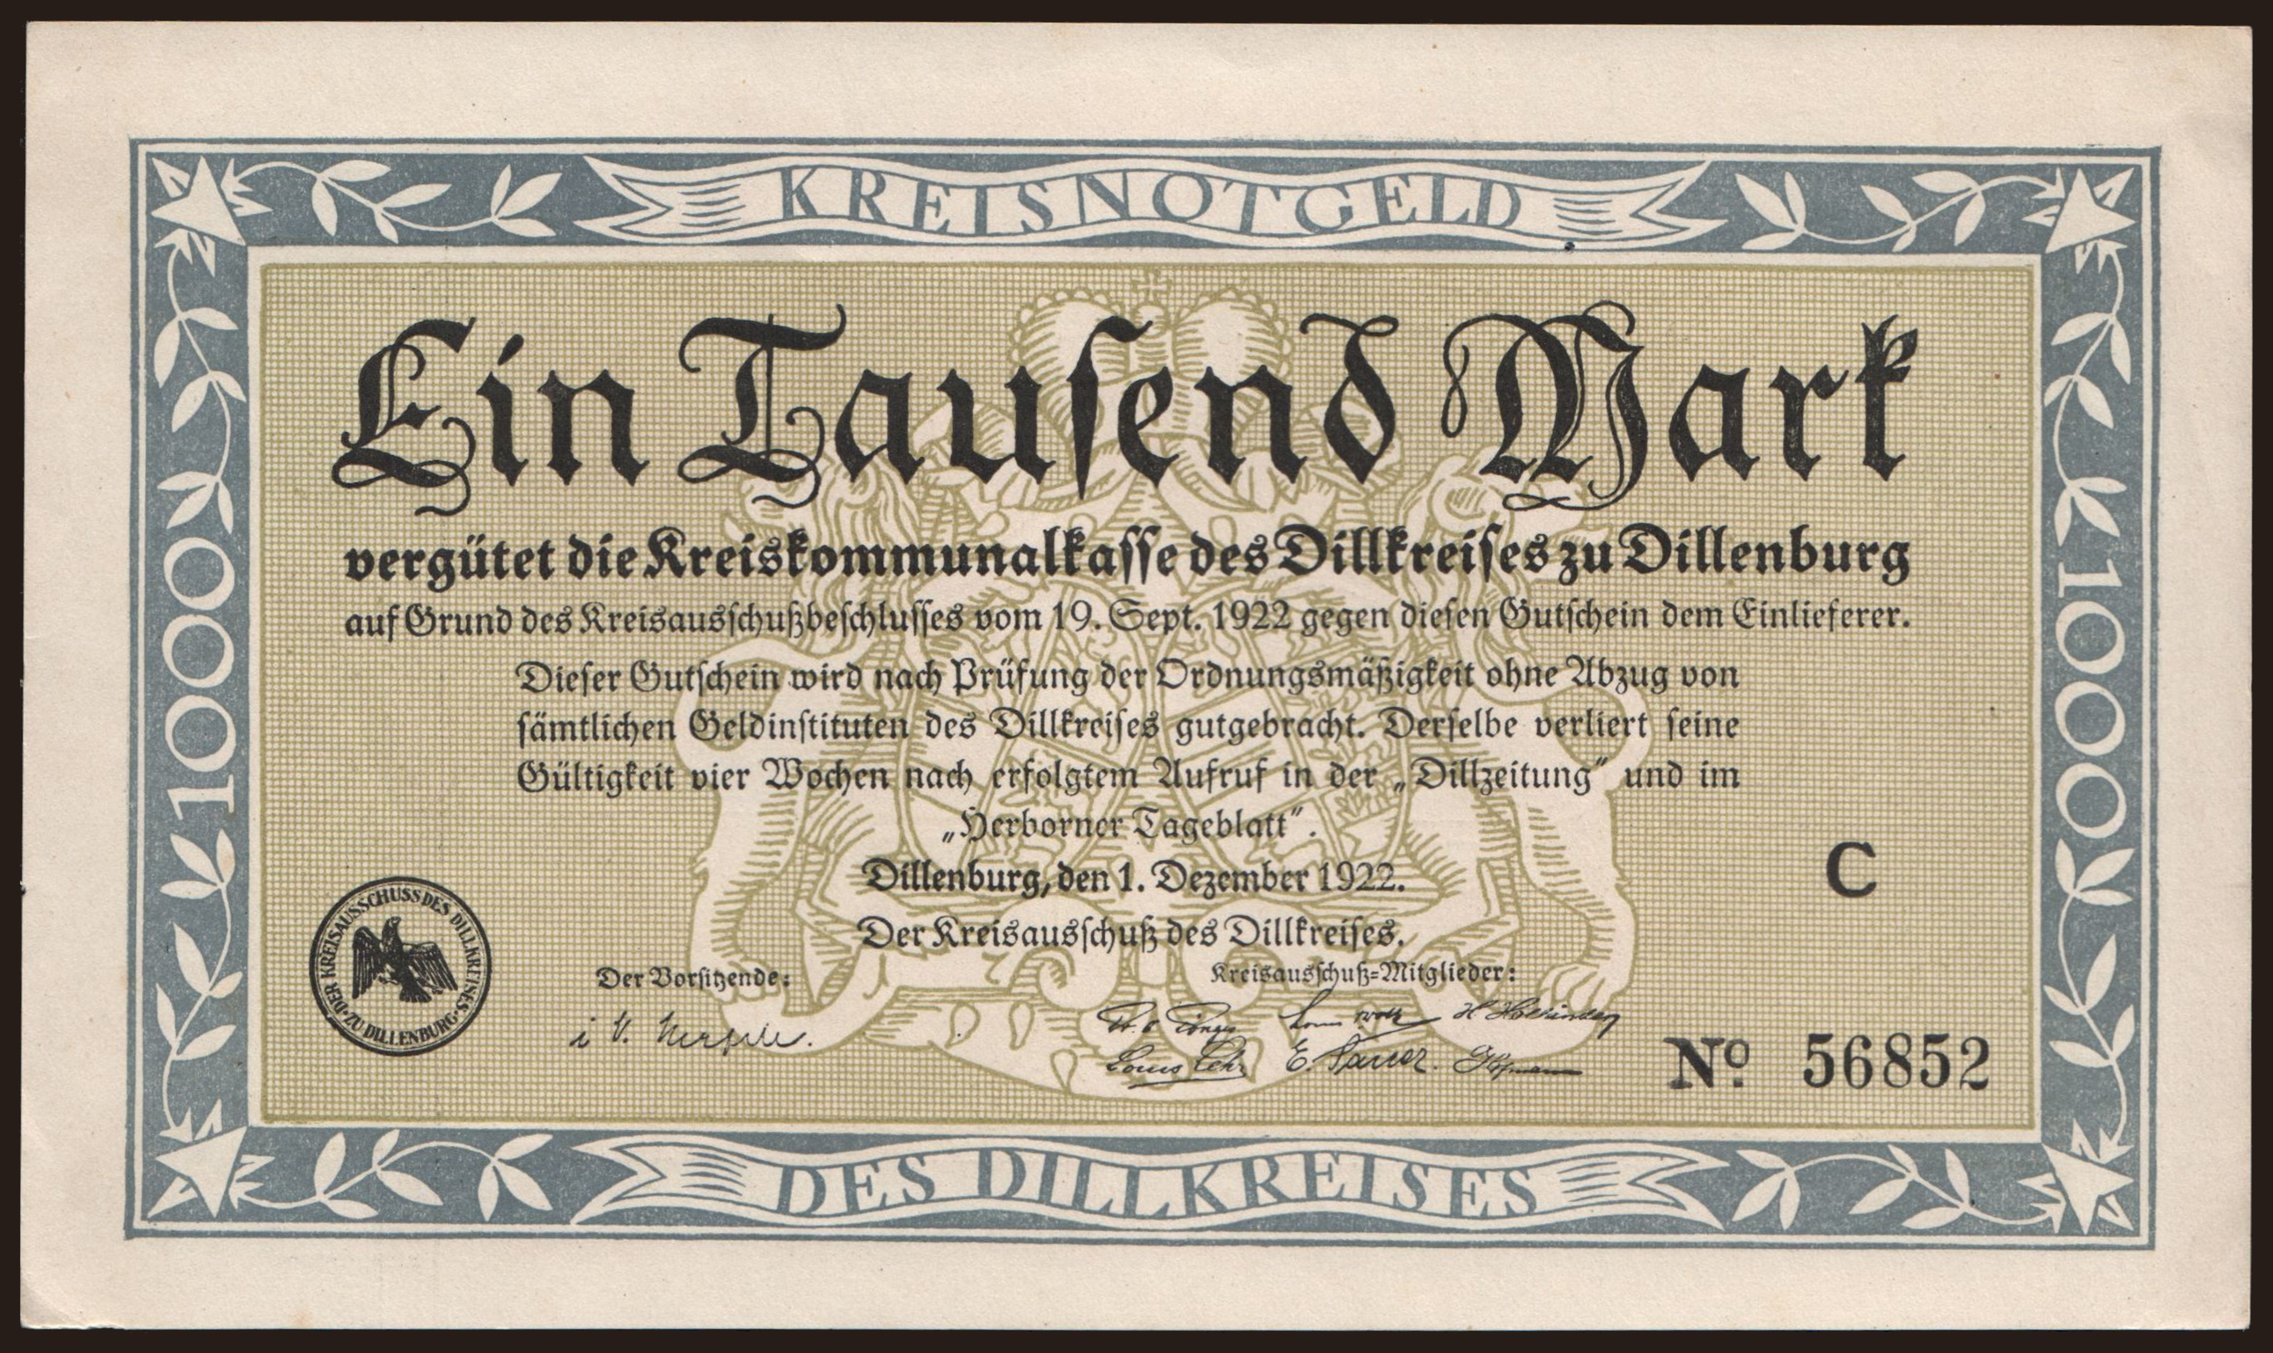 KREISNOTGELD
1000
1000
Ein Tauſend Mark
vergütet die Kreiskommunalkaſſe des Dillkreiſes zu Dillenburg
auf Grund des Kreisausſchußbeſchluſſes vom 19. Sept. 1922 gegen dieſen Gutſchein dem Einlieferer.
Dieſer Gutſchein wird nach Prüfung der Ordnungsmäßigkeit ohne Abzug von
ſämtlichen Geldinſtituten des Dillkreiſes gutgebracht. Derſelbe verliert ſeine
Gültigkeit vier Wochen nach erfolgtem Aufruf in der „Dillzeitung" und im
„Herborner Tageblatt".
Dillenburg, den 1. Dezember 1922.
C
Der Kreisausſchuß des Dillkreiſes.
DER KREISAUSSCHUSS DES DILLKREISES · ZU DILLENBURG ·
Der Vorſitzende:
Kreisausſchuß=Mitglieder:
i V.
Louis Lehr E.
No 56852
DES DILLKREISES